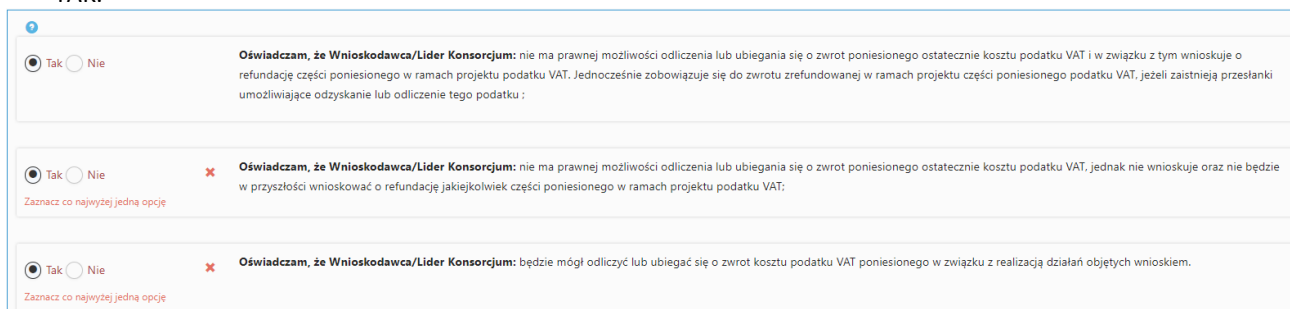 TAK.
?
Tak Nie
Oświadczam, że Wnioskodawca/Lider Konsorcjum: nie ma prawnej możliwości odliczenia lub ubiegania się o zwrot poniesionego ostatecznie kosztu podatku VAT i w związku z tym wnioskuje o
refundację części poniesionego w ramach projektu podatku VAT. Jednocześnie zobowiązuje się do zwrotu zrefundowanej w ramach projektu części poniesionego podatku VAT, jeżeli zaistnieją przesłanki
umożliwiające odzyskanie lub odliczenie tego podatku ;
Tak Nie
Zaznacz co najwyżej jedną opcję
Oświadczam, że Wnioskodawca/Lider Konsorcjum: nie ma prawnej możliwości odliczenia lub ubiegania się o zwrot poniesionego ostatecznie kosztu podatku VAT, jednak nie wnioskuje oraz nie będzie
w przyszłości wnioskować o refundację jakiejkolwiek części poniesionego w ramach projektu podatku VAT;
Tak Nie
Zaznacz co najwyżej jedną opcję
Oświadczam, że Wnioskodawca/Lider Konsorcjum: będzie mógł odliczyć lub ubiegać się o zwrot kosztu podatku VAT poniesionego w związku z realizacją działań objętych wnioskiem.